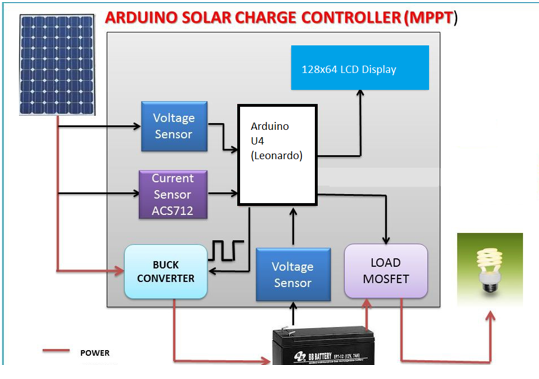 ARDUINO SOLAR CHARGE CONTROLLER (MPPT)
128x64 LCD Display
Voltage
Sensor
Arduino
U4
(Leonardo)
Current
Sensor
ACS712
BUCK
CONVERTER
Voltage
Sensor
LOAD
MOSFET
BB BATTERY
POWER